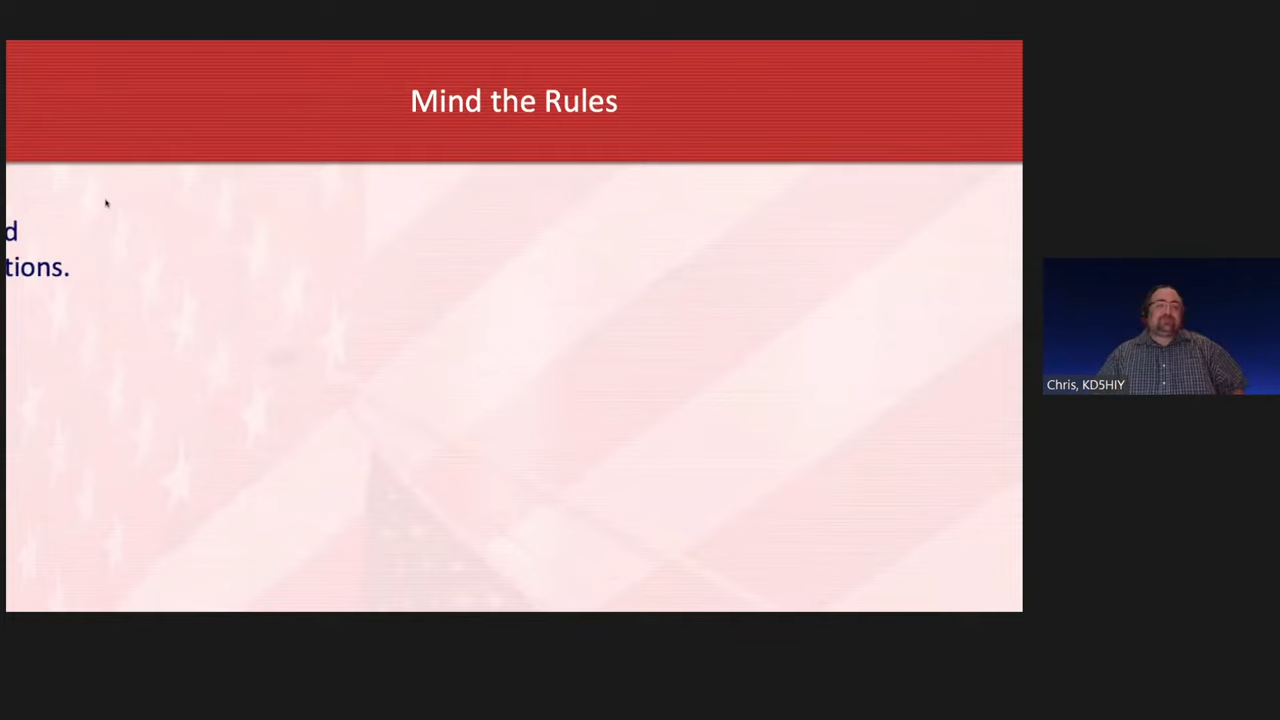 Mind the Rules
d
tions.
Chris, KD5HIY